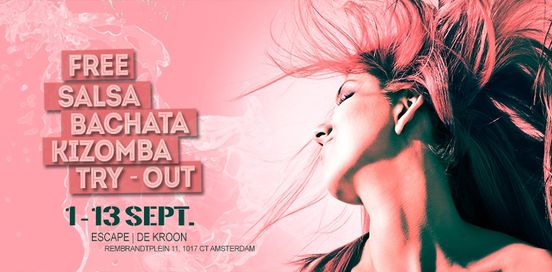 FREE
SALSA
BACHATA
KIZOMBA
TRY - OUT
1 - 13 SEPT.
ESCAPE | DE KROON
REMBRANDTPLEIN 11, 1017 CT AMSTERDAM